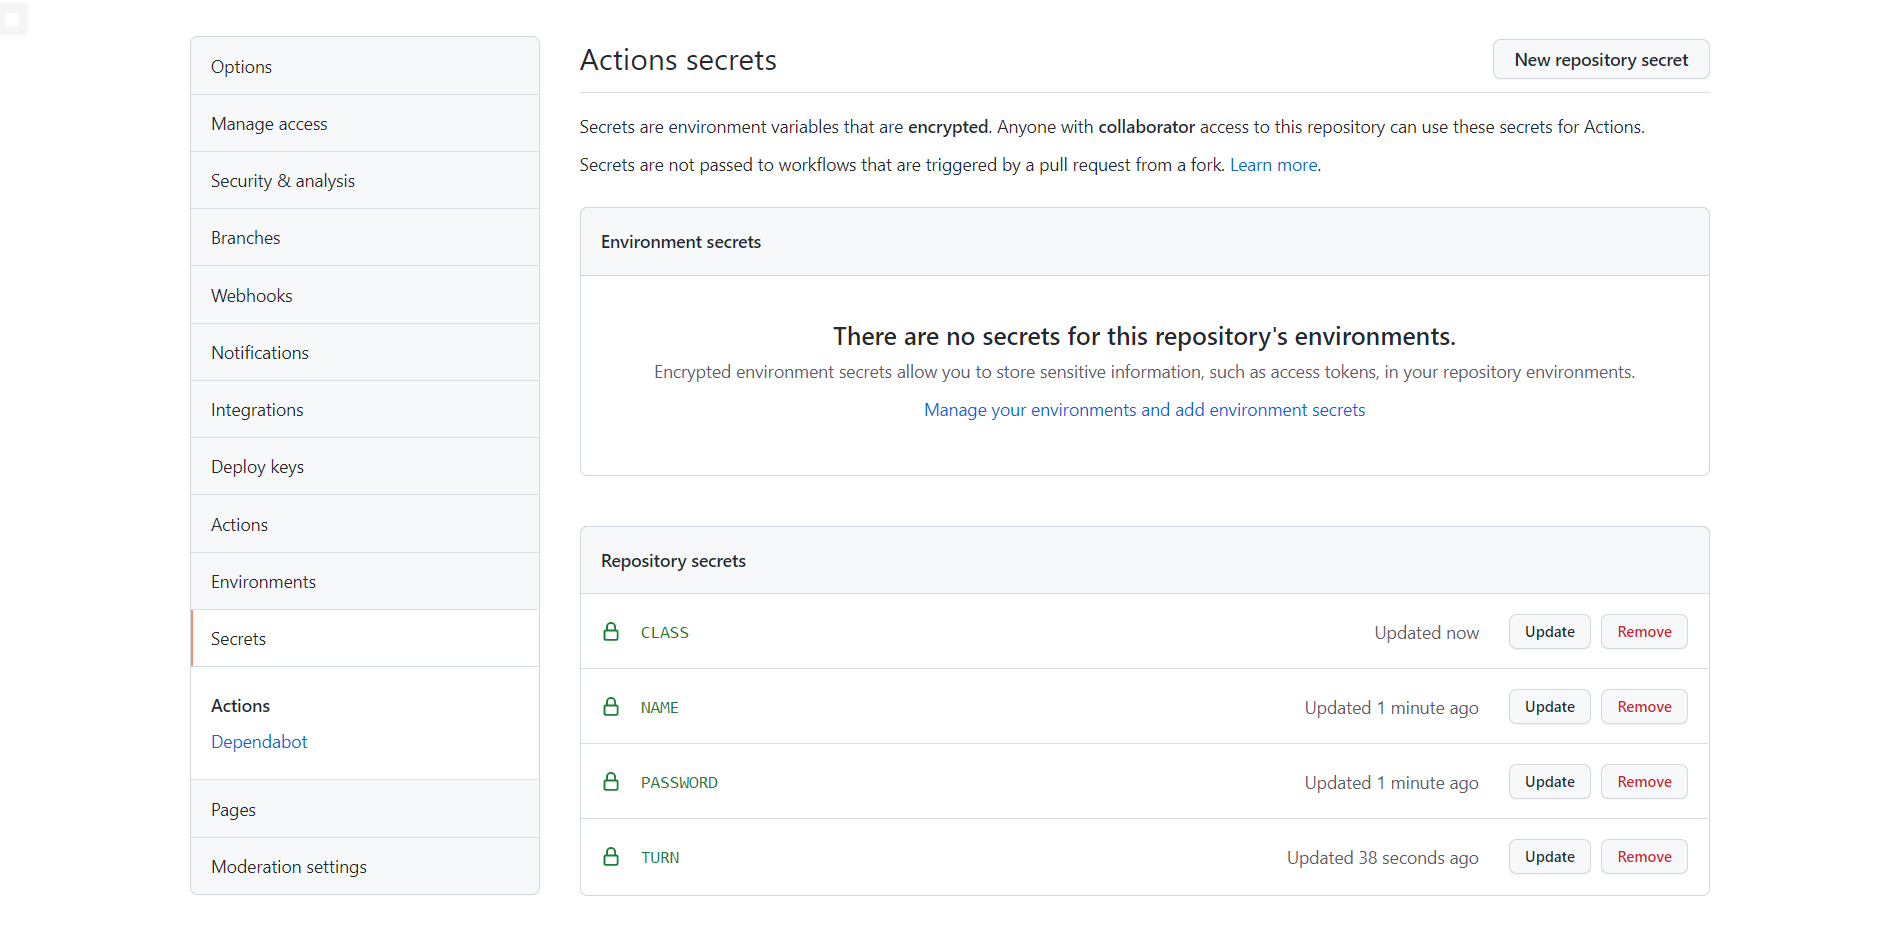 Options
Manage access
Security & analysis
Branches
Webhooks
Notifications
Integrations
Deploy keys
Actions
Environments
Secrets
Actions
Dependabot
Pages
Moderation settings
Actions secrets
New repository secret
Secrets are environment variables that are encrypted. Anyone with collaborator access to this repository can use these secrets for Actions.
Secrets are not passed to workflows that are triggered by a pull request from a fork. Learn more.
Environment secrets
There are no secrets for this repository's environments.
Encrypted environment secrets allow you to store sensitive information, such as access tokens, in your repository environments.
Manage your environments and add environment secrets
Repository secrets
CLASS Updated now Update Remove
NAME Updated 1 minute ago Update Remove
PASSWORD Updated 1 minute ago Update Remove
TURN Updated 38 seconds ago Update Remove